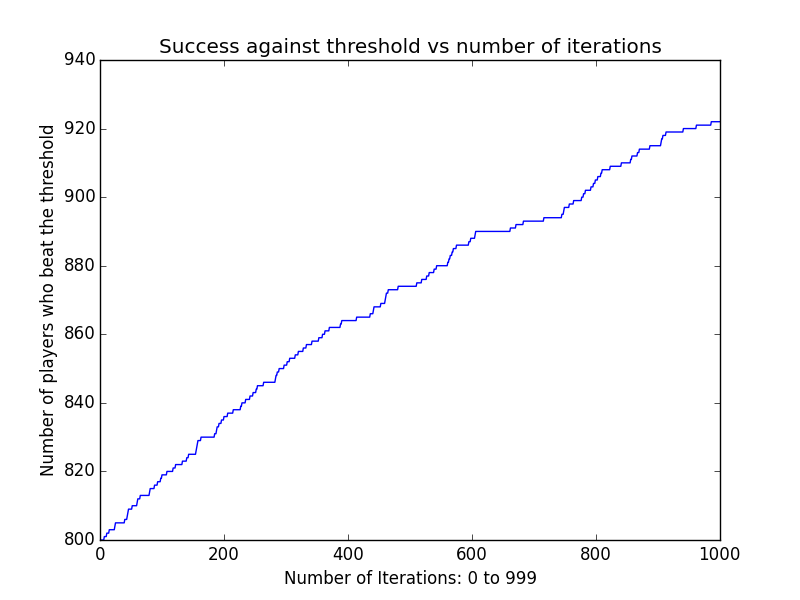 Success against threshold vs number of iterations
940
920
900
880
860
840
820
800
Number of players who beat the threshold
0 200 400 600 800 1000
Number of Iterations: 0 to 999